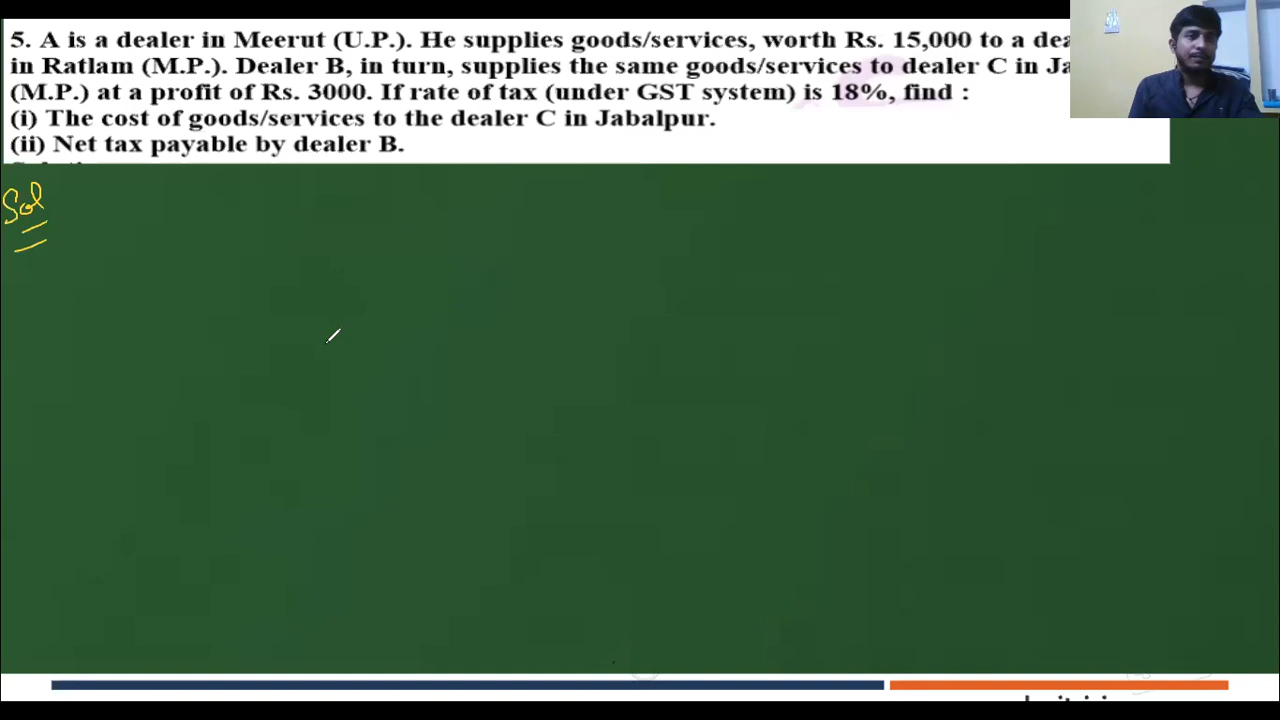 5. A is a dealer in Meerut (U.P.). He supplies goods/services, worth Rs. 15,000 to a
in Ratlam (M.P.). Dealer B, in turn, supplies the same goods/services to dealer C in
(M.P.) at a profit of Rs. 3000. If rate of tax (under GST system) is 18%, find :
(i) The cost of goods/services to the dealer C in Jabalpur.
(ii) Net tax payable by dealer B.
Sol